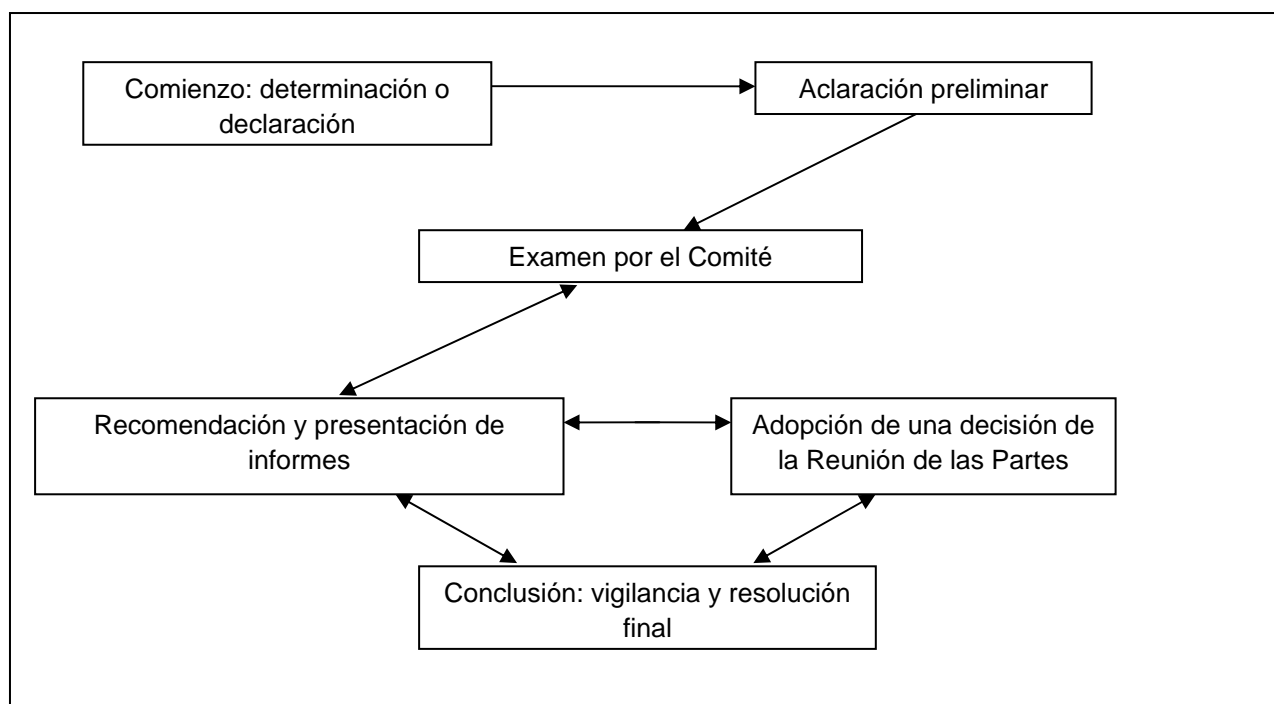 Comienzo: determinación o
declaración
Aclaración preliminar
Examen por el Comité
Recomendación y presentación de
informes
Adopción de una decisión de
la Reunión de las Partes
Conclusión: vigilancia y resolución
final